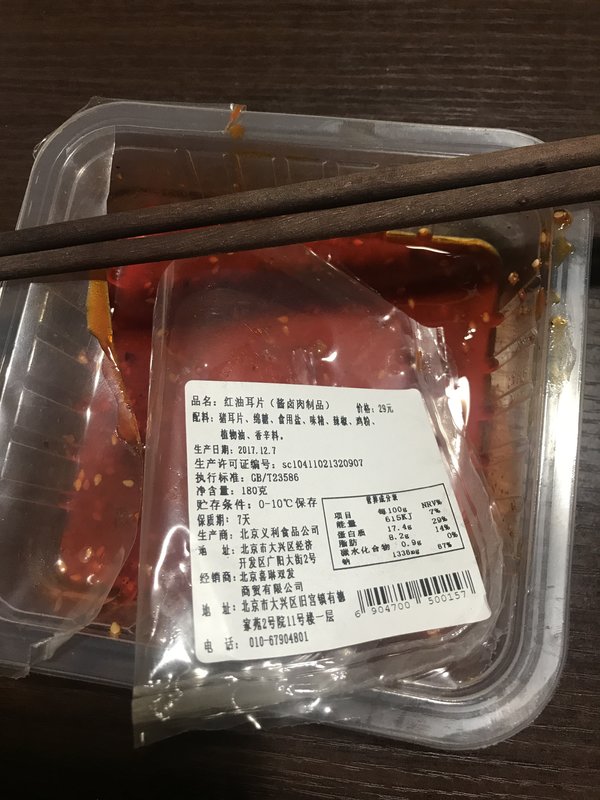 品名：红油耳片（酱卤肉制品） 价格：29元
配料：猪耳片、绵糖、食用盐、味精、辣椒、鸡粉、
植物油、香辛料。
生产日期：2017.12.7
生产许可证编号：sc10411021320907
执行标准：GB/T23586
净含量：180克
贮存条件：0-10℃保存
保质期：7天
生产商：北京义利食品公司
地 址：北京市大兴区经济
开发区广阳大街2号
经销商：北京喜琳双发
商贸有限公司
地 址：北京市大兴区旧宫镇有德
家苑2号院11号楼一层
电 话：010-67904801
营养成分表
项目 每100g NRV%
能量 615KJ 7%
蛋白质 17.4g 29%
脂肪 8.2g 14%
碳水化合物 0.9g 0%
钠 1338mg 67%
6 904700 500157